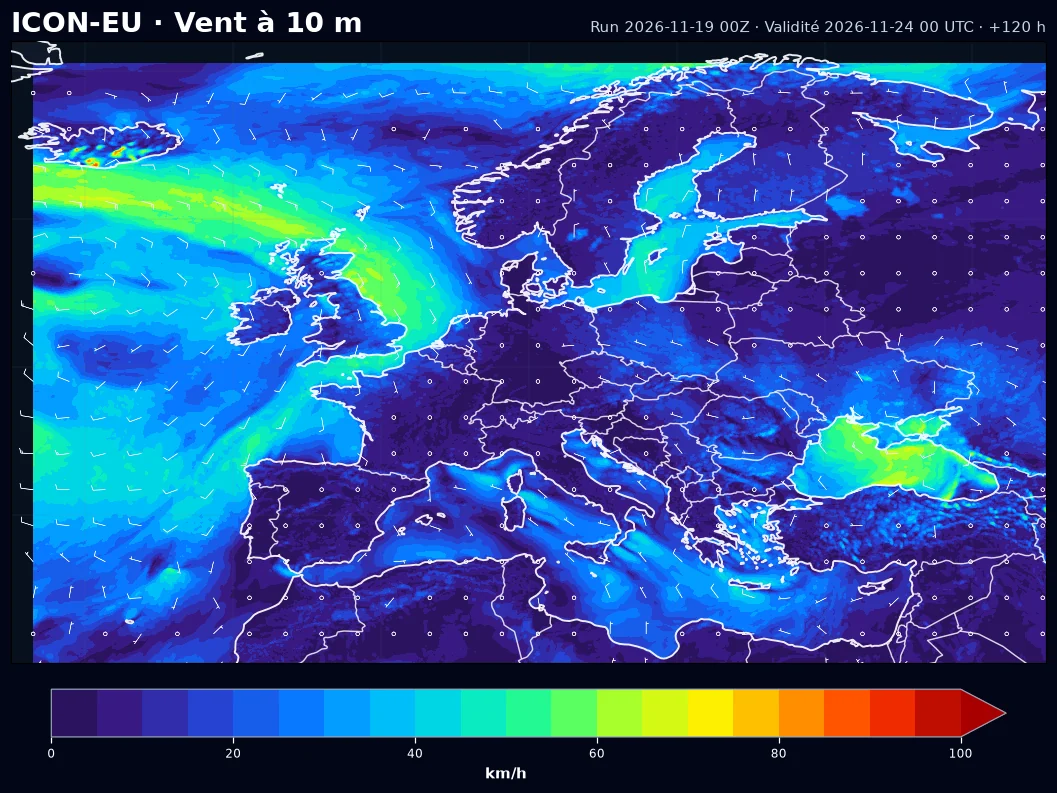 ICON-EU · Vent à 10 m
Run 2026-11-19 00Z · Validité 2026-11-24 00 UTC · +120 h
0 20 40 60 80 100
km/h